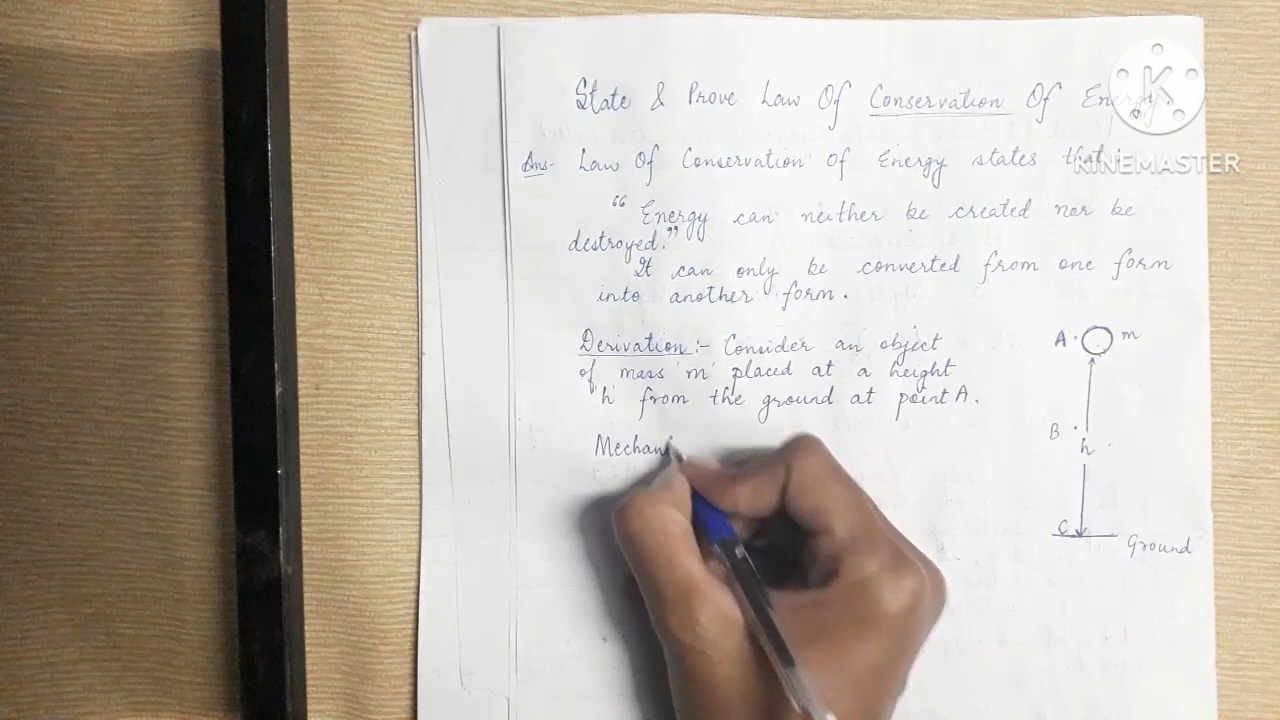 State & Prove Law Of Conservation Of Energy.
Ans- Law Of Conservation Of Energy states that :
“ Energy can neither be created nor be
destroyed.”
It can only be converted from one form
into another form.
Derivation:- Consider an object
of mass 'm' placed at a height
'h' from the ground at point A.
Mechani
A
m
B
h
C
Ground
K
KINEMASTER